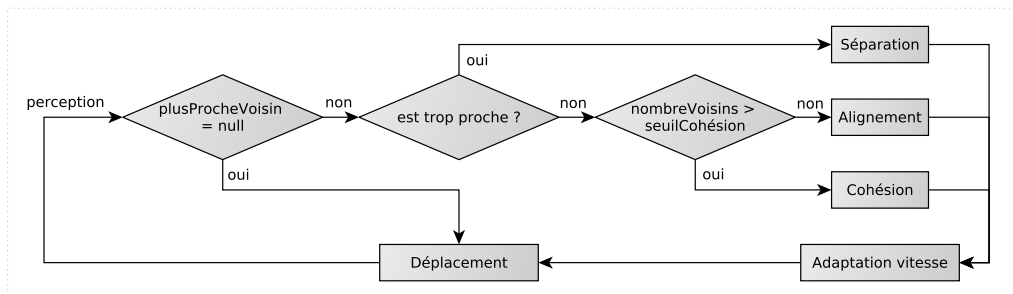 Séparation
oui
perception
plusProcheVoisin
= null
non
est trop proche ?
non
nombreVoisins >
seuilCohésion
non
Alignement
oui
oui
Cohésion
Déplacement
Adaptation vitesse